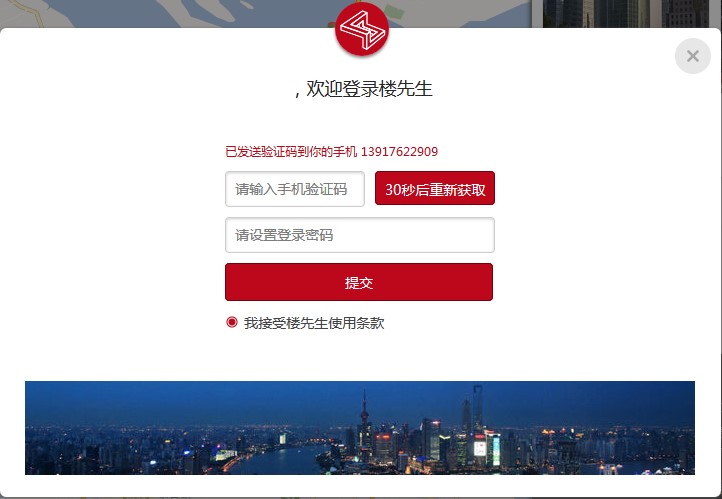 ，欢迎登录楼先生
已发送验证码到你的手机 13917622909
请输入手机验证码 30秒后重新获取
请设置登录密码
提交
我接受楼先生使用条款